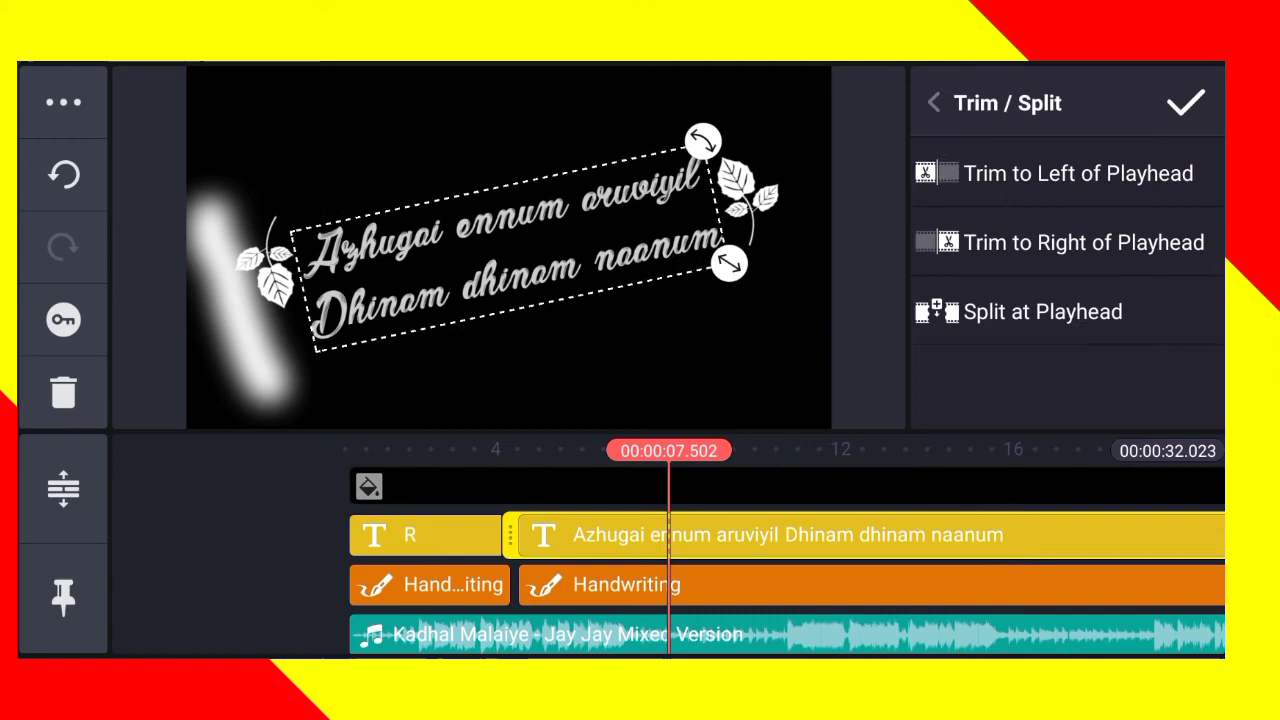 Trim / Split
Azhugai ennum aruviyil
Dhinam dhinam naanum
Trim to Left of Playhead
Trim to Right of Playhead
Split at Playhead
4
00:00:07.502
12
16
00:00:32.023
T R
T Azhugai ennum aruviyil Dhinam dhinam naanum
Hand...iting
Handwriting
Kadhal Malaiye - Jay Jay Mixed Version